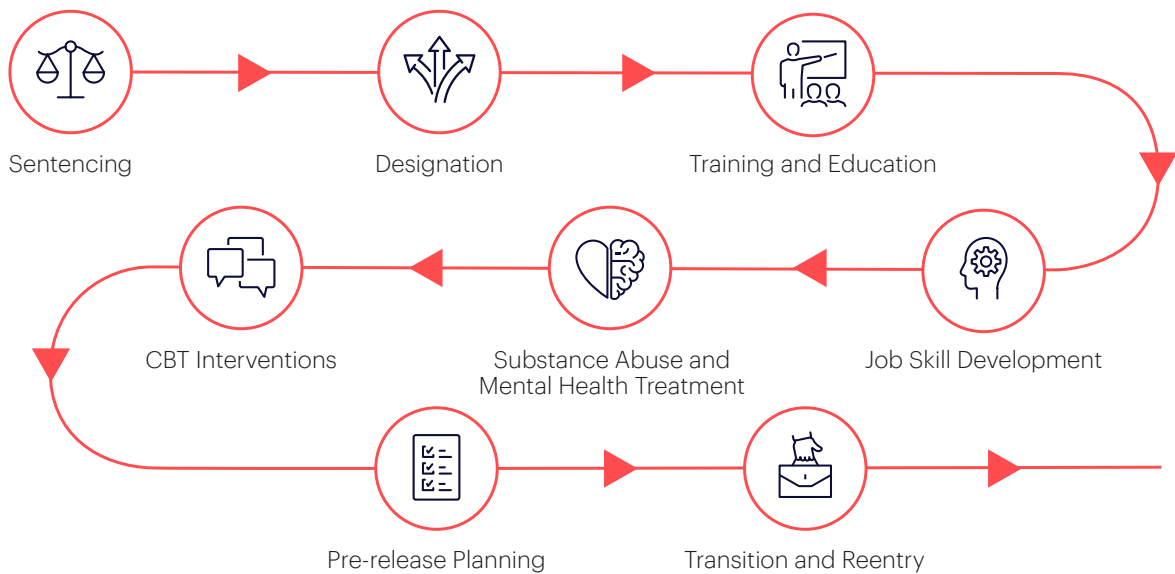 Sentencing
Designation
Training and Education
Job Skill Development
Substance Abuse and
Mental Health Treatment
CBT Interventions
Pre-release Planning
Transition and Reentry